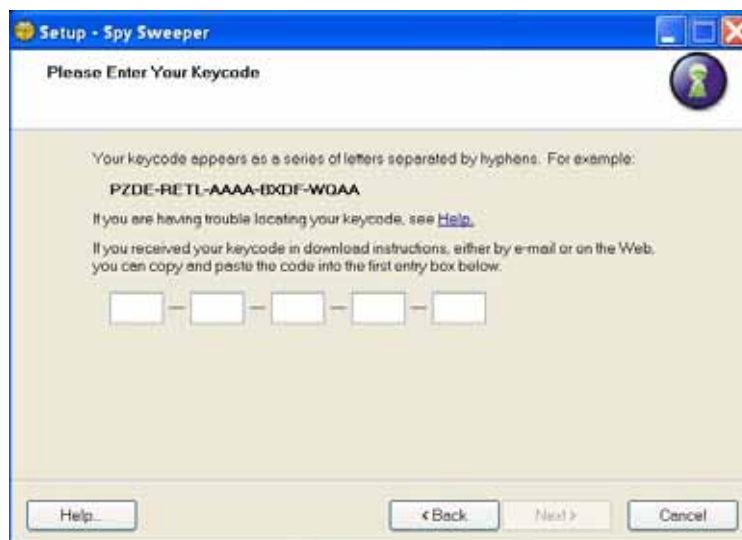 Setup - Spy Sweeper
Please Enter Your Keycode
Your keycode appears as a series of letters separated by hyphens. For example:
PZDE-RETL-AAAA-BXDF-WQAA
If you are having trouble locating your keycode, see Help.
If you received your keycode in download instructions, either by e-mail or on the Web,
you can copy and paste the code into the first entry box below.
Help...
< Back
Next >
Cancel